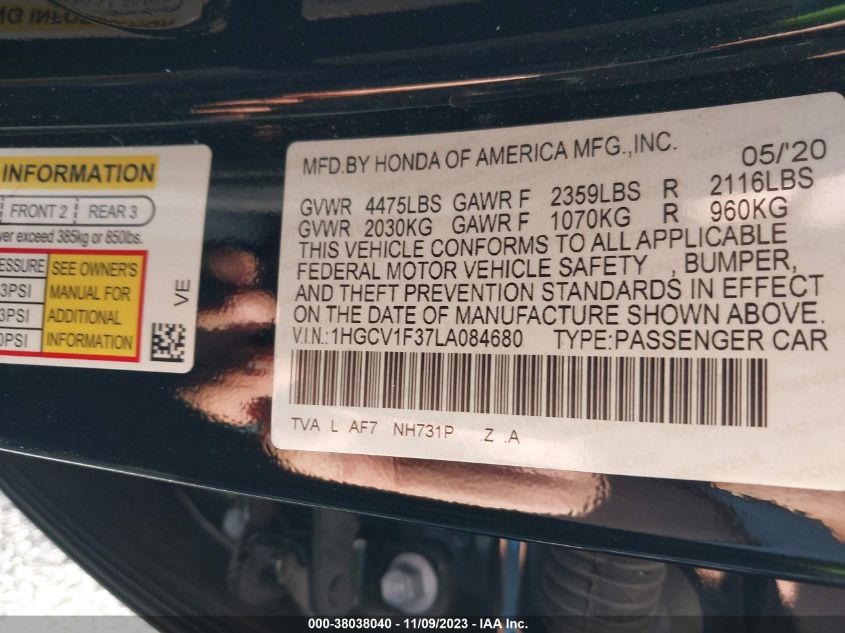 INFORMATION
FRONT 2 REAR 3
exceed 385kg or 850lbs.
SEE OWNER'S
MANUAL FOR
ADDITIONAL
INFORMATION
VE
MFD.BY HONDA OF AMERICA MFG.,INC. 05/'20
GVWR 4475LBS GAWR F 2359LBS R 2116LBS
GVWR 2030KG GAWR F 1070KG R 960KG
THIS VEHICLE CONFORMS TO ALL APPLICABLE
FEDERAL MOTOR VEHICLE SAFETY , BUMPER,
AND THEFT PREVENTION STANDARDS IN EFFECT
ON THE DATE OF MANUFACTURE SHOWN ABOVE.
V.I.N.:1HGCV1F37LA084680 TYPE:PASSENGER CAR
TVA L AF7 NH731P .Z .A
000-38038040 - 11/09/2023 - IAA Inc.